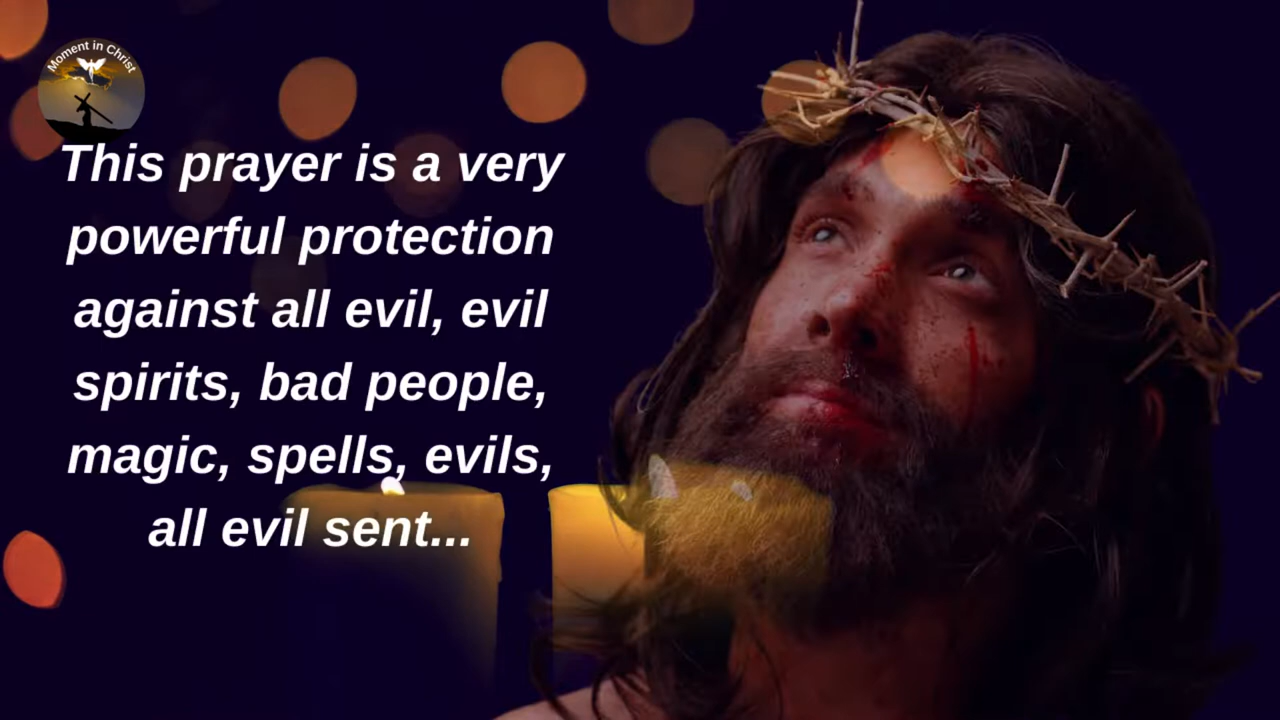 Moment in Christ
This prayer is a very
powerful protection
against all evil, evil
spirits, bad people,
magic, spells, evils,
all evil sent...